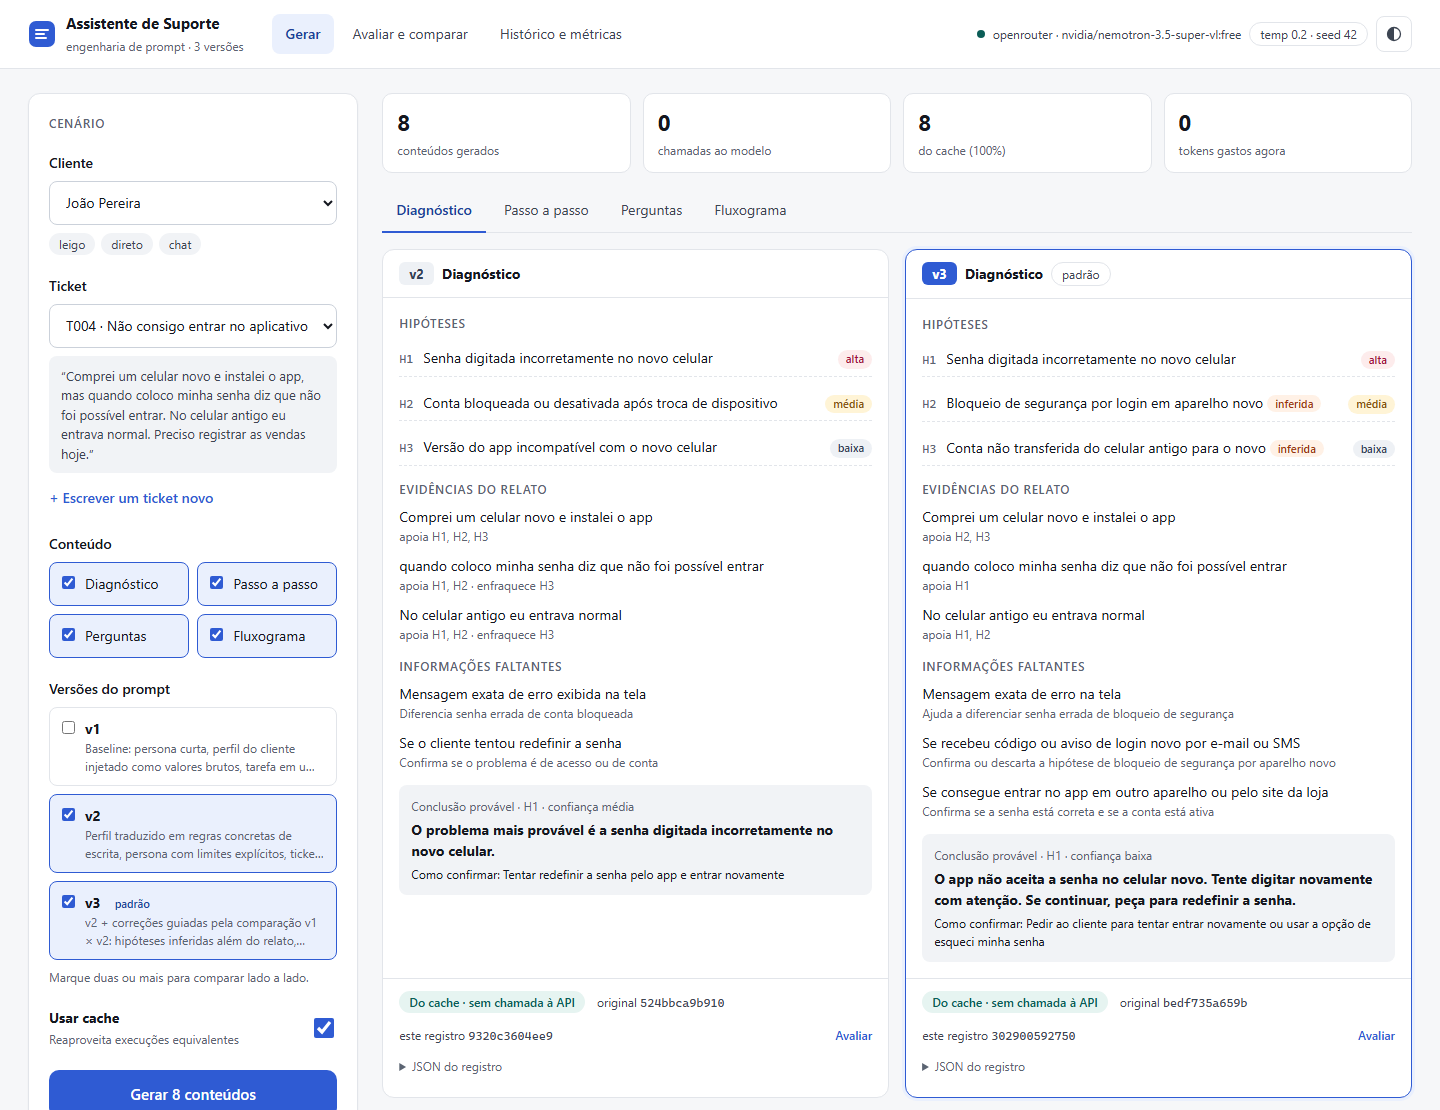 Assistente de Suporte
engenharia de prompt · 3 versões
Gerar
Avaliar e comparar
Histórico e métricas
openrouter · nvidia/nemotron-3.5-super-vl:free
temp 0.2 · seed 42
CENÁRIO
Cliente
João Pereira
leigo
direto
chat
Ticket
T004 · Não consigo entrar no aplicativo
“Comprei um celular novo e instalei o app,
mas quando coloco minha senha diz que não
foi possível entrar. No celular antigo eu
entrava normal. Preciso registrar as vendas
hoje.”
+ Escrever um ticket novo
Conteúdo
Diagnóstico
Passo a passo
Perguntas
Fluxograma
Versões do prompt
v1
Baseline: persona curta, perfil do cliente
injetado como valores brutos, tarefa em u...
v2
Perfil traduzido em regras concretas de
escrita, persona com limites explícitos, ticke...
v3 padrão
v2 + correções guiadas pela comparação v1
× v2: hipóteses inferidas além do relato,...
Marque duas ou mais para comparar lado a lado.
Usar cache
Reaproveita execuções equivalentes
Gerar 8 conteúdos
8
conteúdos gerados
0
chamadas ao modelo
8
do cache (100%)
0
tokens gastos agora
Diagnóstico
Passo a passo
Perguntas
Fluxograma
v2 Diagnóstico
HIPÓTESES
H1 Senha digitada incorretamente no novo celular alta
H2 Conta bloqueada ou desativada após troca de dispositivo média
H3 Versão do app incompatível com o novo celular baixa
EVIDÊNCIAS DO RELATO
Comprei um celular novo e instalei o app
apoia H1, H2, H3
quando coloco minha senha diz que não foi possível entrar
apoia H1, H2 · enfraquece H3
No celular antigo eu entrava normal
apoia H1, H2 · enfraquece H3
INFORMAÇÕES FALTANTES
Mensagem exata de erro exibida na tela
Diferencia senha errada de conta bloqueada
Se o cliente tentou redefinir a senha
Confirma se o problema é de acesso ou de conta
Conclusão provável · H1 · confiança média
O problema mais provável é a senha digitada incorretamente no
novo celular.
Como confirmar: Tentar redefinir a senha pelo app e entrar novamente
Do cache · sem chamada à API original 524bbca9b910
este registro 9320c3604ee9 Avaliar
▶ JSON do registro
v3 Diagnóstico padrão
HIPÓTESES
H1 Senha digitada incorretamente no novo celular alta
H2 Bloqueio de segurança por login em aparelho novo inferida média
H3 Conta não transferida do celular antigo para o novo inferida baixa
EVIDÊNCIAS DO RELATO
Comprei um celular novo e instalei o app
apoia H2, H3
quando coloco minha senha diz que não foi possível entrar
apoia H1
No celular antigo eu entrava normal
apoia H1, H2
INFORMAÇÕES FALTANTES
Mensagem exata de erro na tela
Ajuda a diferenciar senha errada de bloqueio de segurança
Se recebeu código ou aviso de login novo por e-mail ou SMS
Confirma ou descarta a hipótese de bloqueio de segurança por aparelho novo
Se consegue entrar no app em outro aparelho ou pelo site da loja
Confirma se a senha está correta e se a conta está ativa
Conclusão provável · H1 · confiança baixa
O app não aceita a senha no celular novo. Tente digitar novamente
com atenção. Se continuar, peça para redefinir a senha.
Como confirmar: Pedir ao cliente para tentar entrar novamente ou usar a opção de
esqueci minha senha
Do cache · sem chamada à API original bedf735a659b
este registro 302900592750 Avaliar
▶ JSON do registro